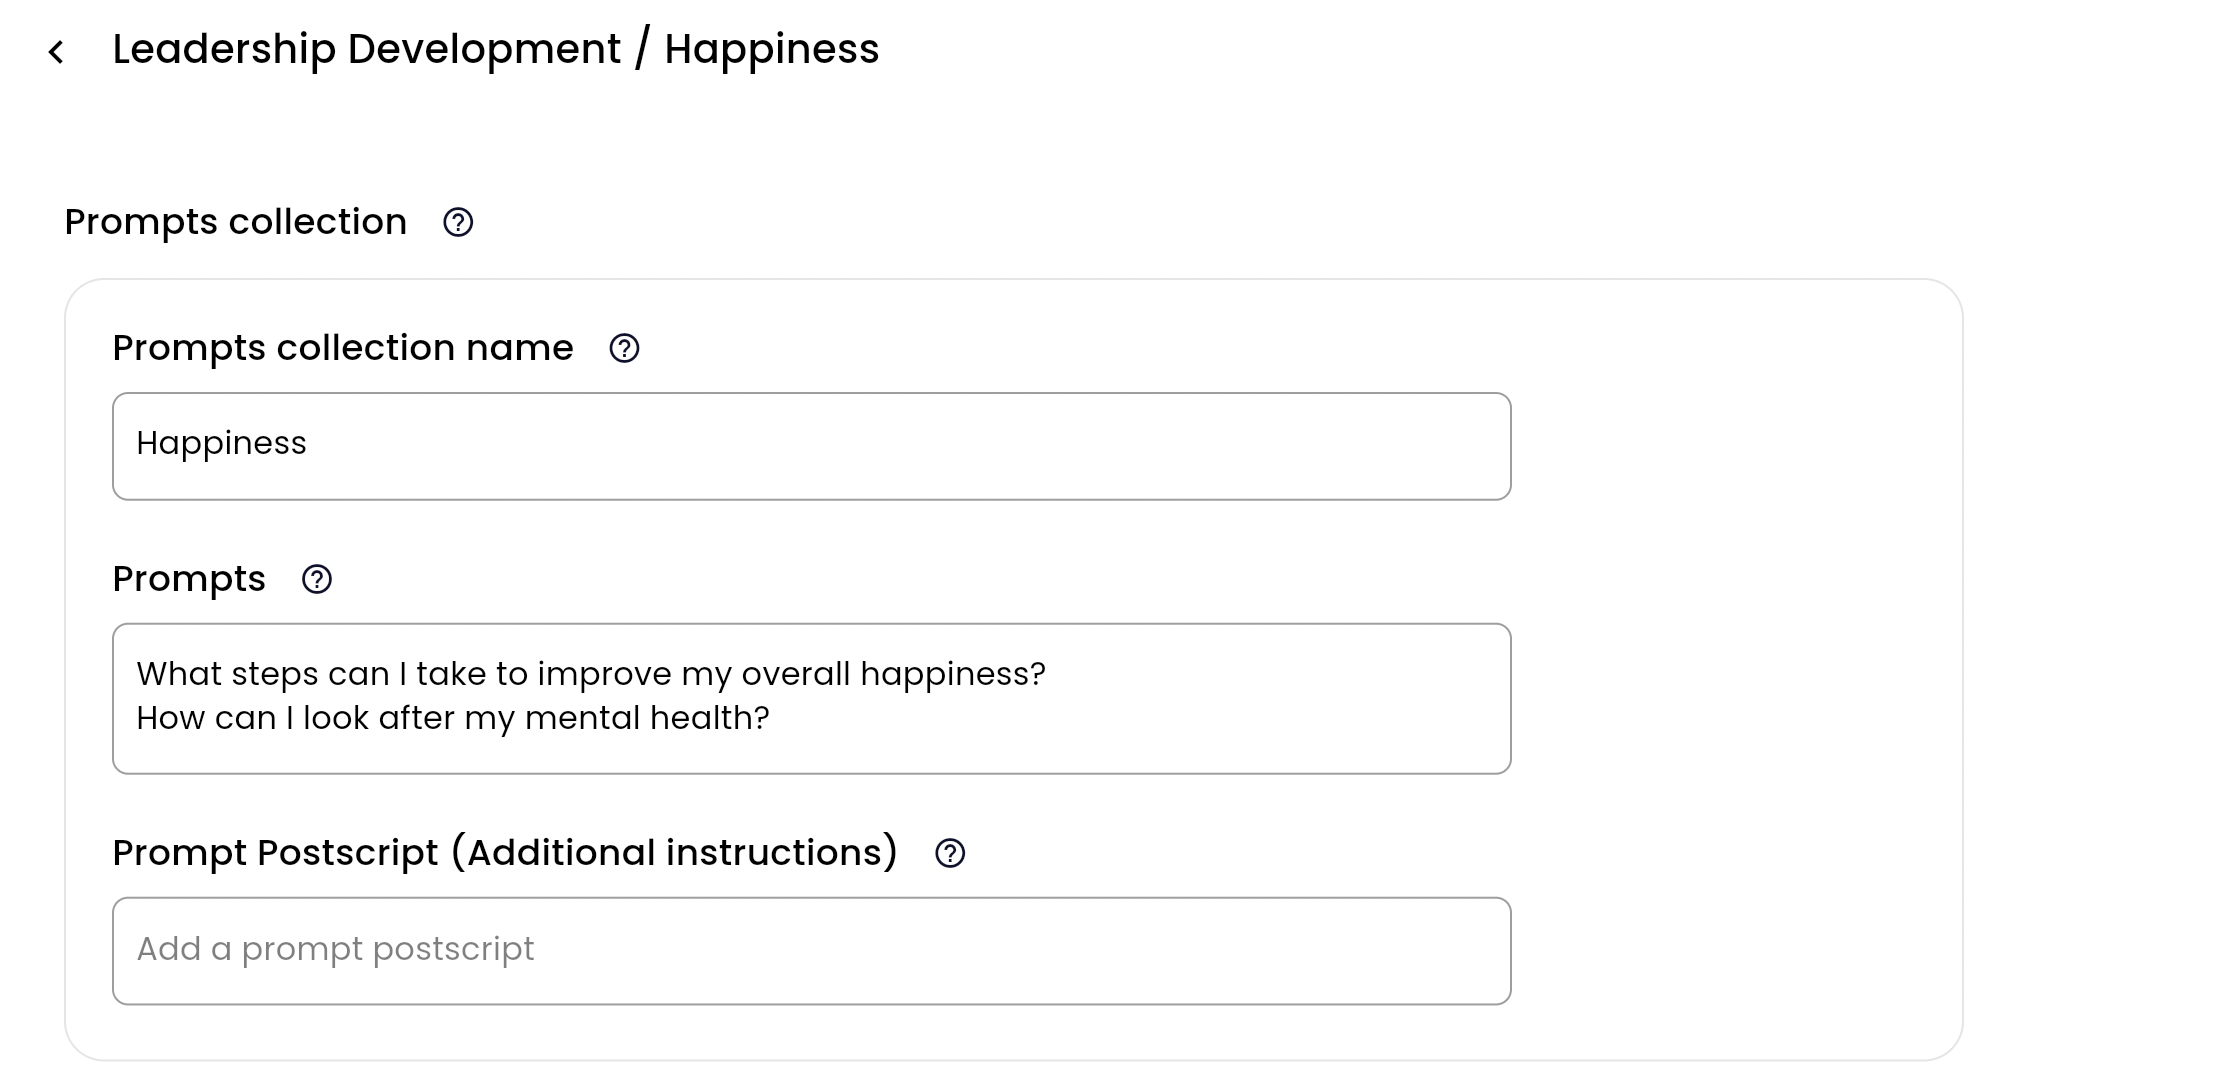 Leadership Development / Happiness
Prompts collection
Prompts collection name
Happiness
Prompts
What steps can I take to improve my overall happiness?
How can I look after my mental health?
Prompt Postscript (Additional instructions)
Add a prompt postscript